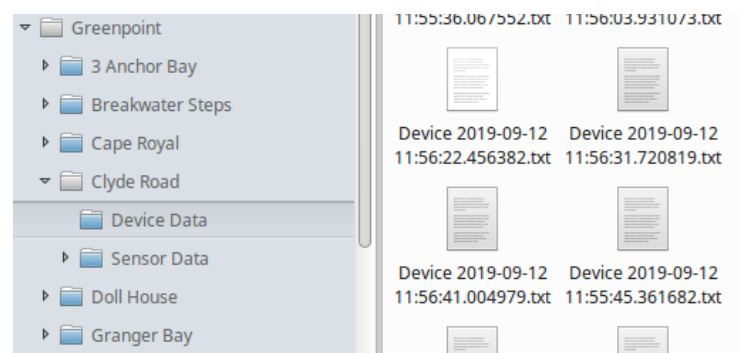 Greenpoint
3 Anchor Bay
Breakwater Steps
Cape Royal
Clyde Road
Device Data
Sensor Data
Doll House
Granger Bay
11:55:36.067552.txt 11:56:03.931073.txt
Device 2019-09-12 Device 2019-09-12
11:56:22.456382.txt 11:56:31.720819.txt
Device 2019-09-12 Device 2019-09-12
11:56:41.004979.txt 11:55:45.361682.txt